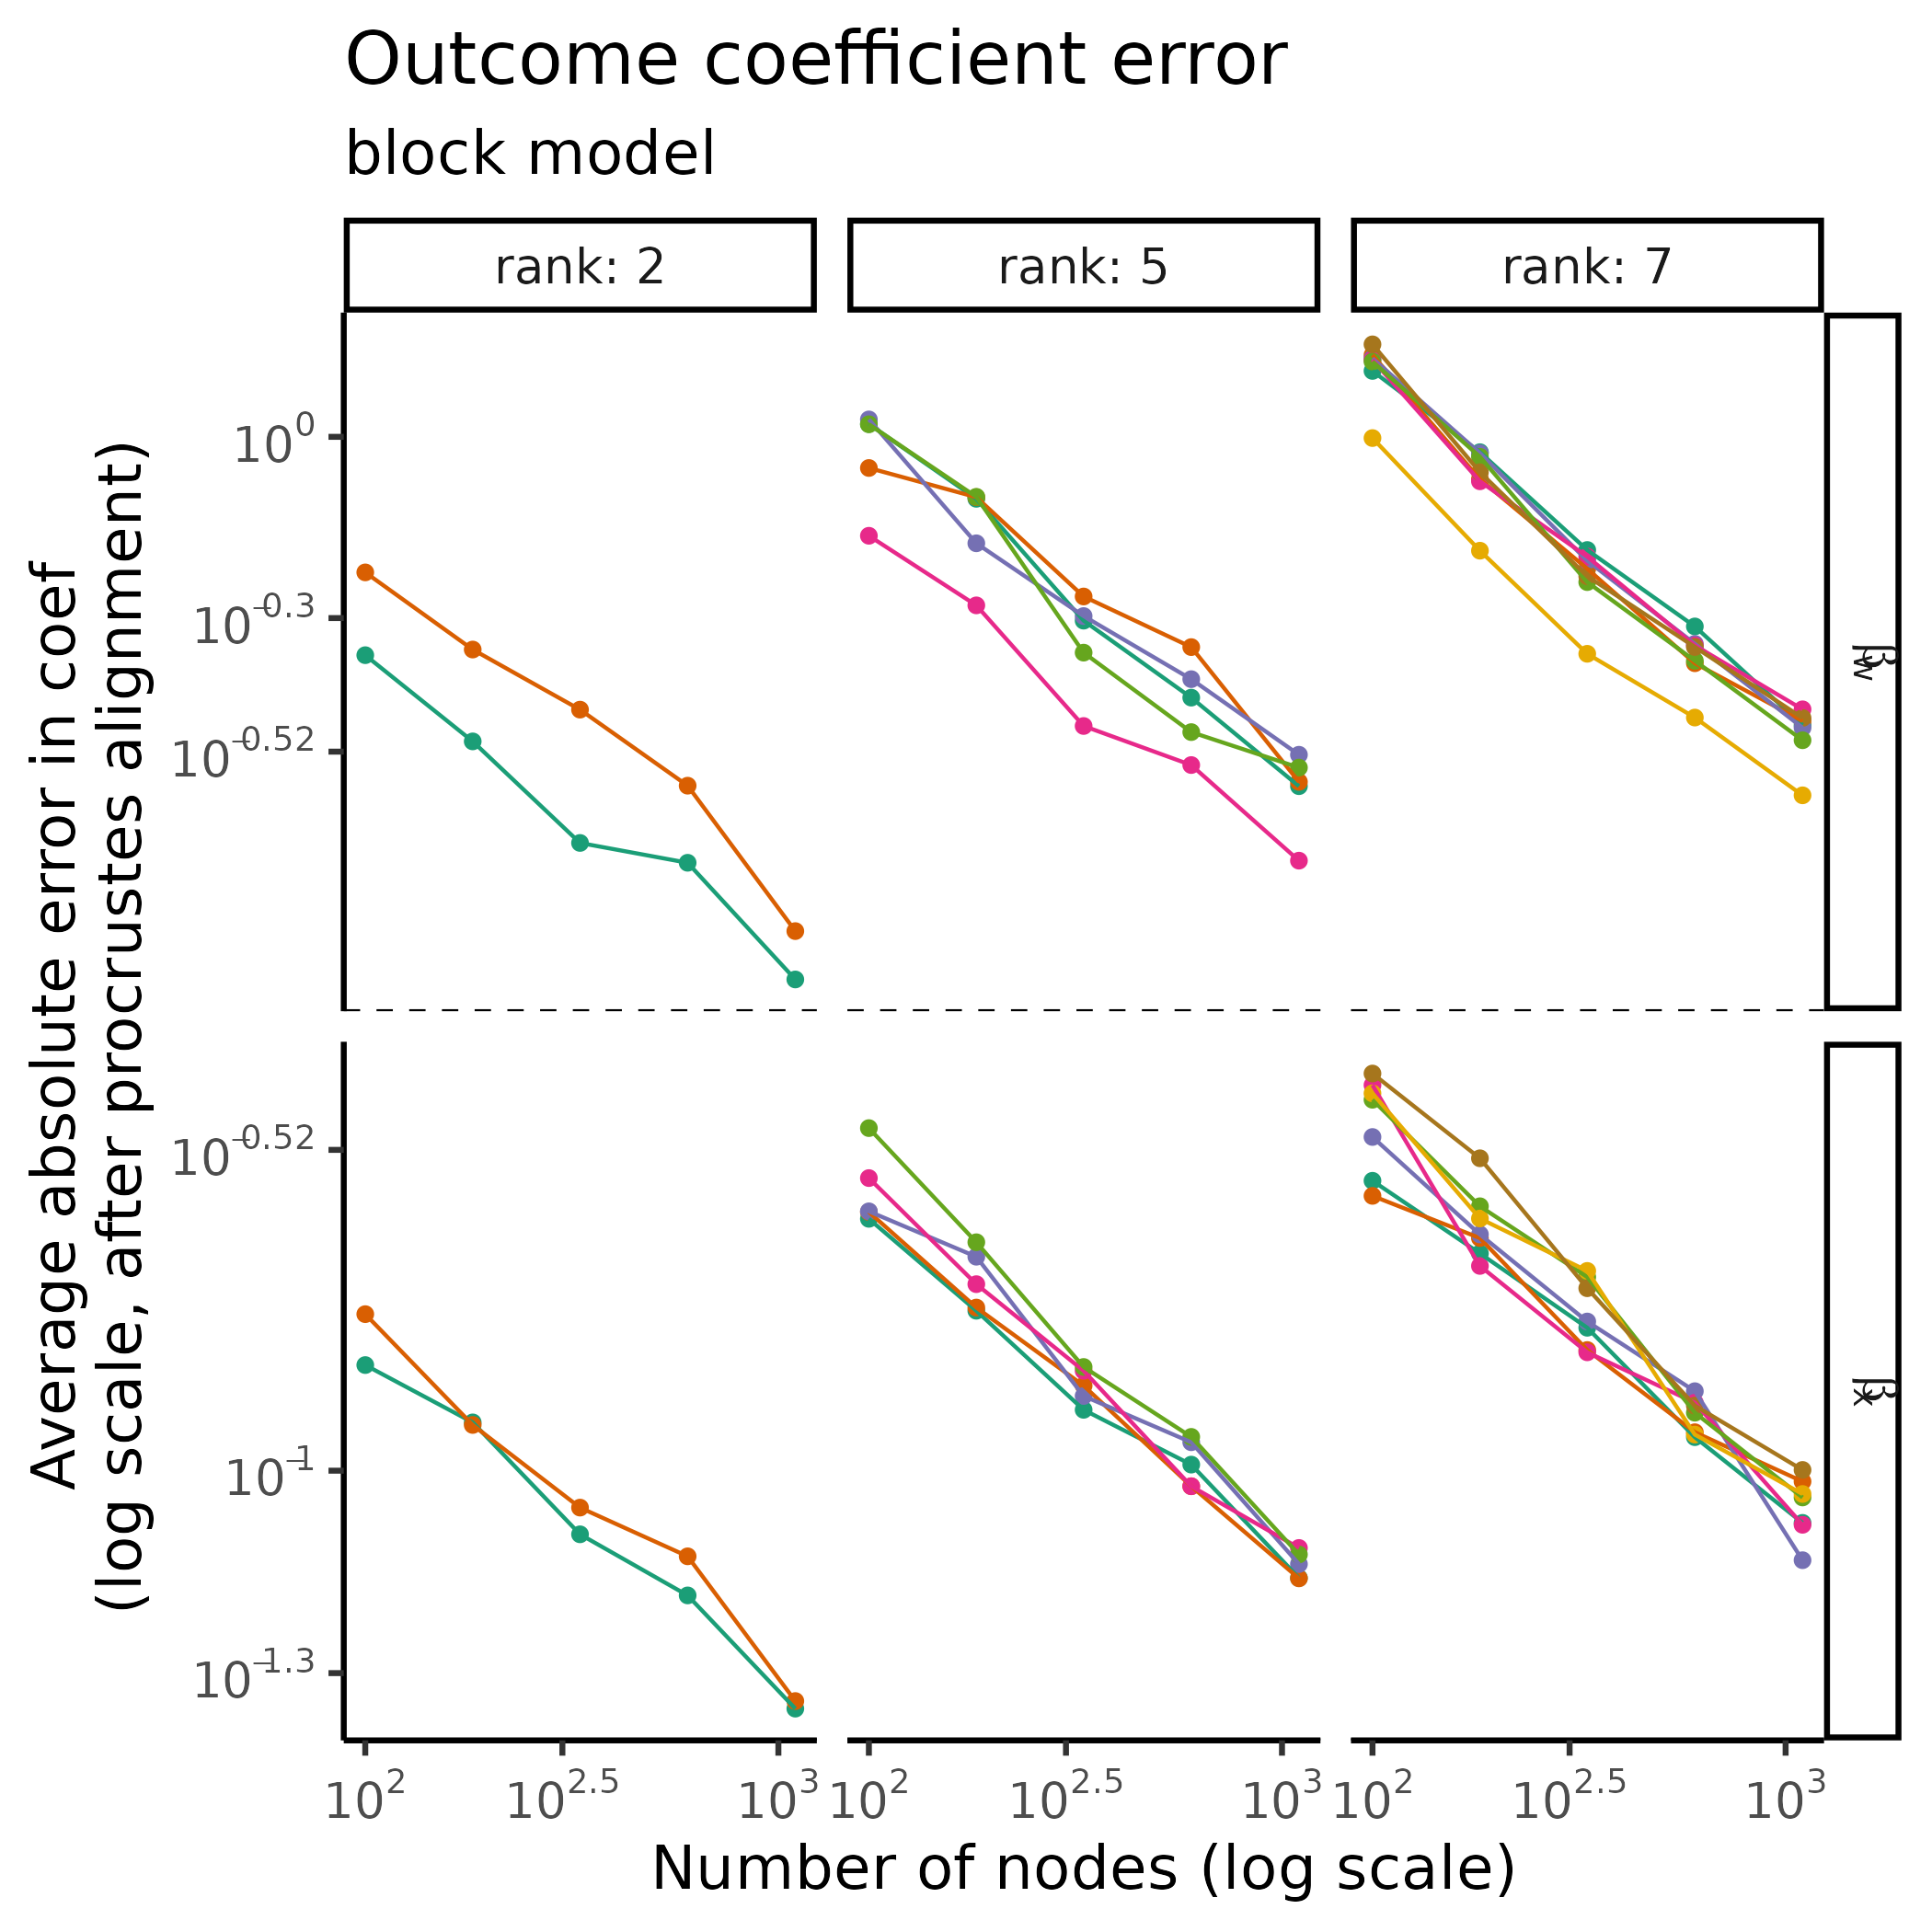 Outcome coefficient error
block model
rank: 2
rank: 5
rank: 7
Average absolute error in coef
(log scale, after procrustes alignment)
10^0
10^−0.3
10^−0.52
β_w
10^−0.52
10^−1
10^−1.3
β_x
10^2
10^2.5
10^3
10^2
10^2.5
10^3
10^2
10^2.5
10^3
Number of nodes (log scale)